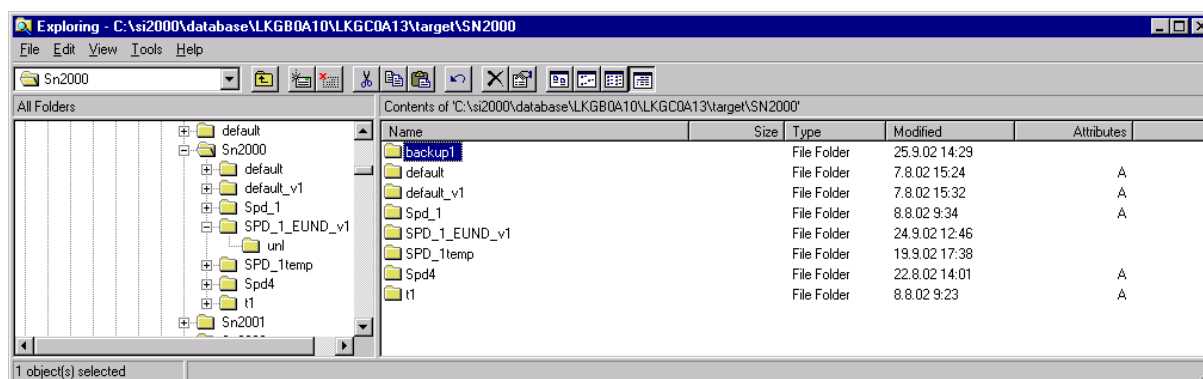 Exploring - C:\si2000\database\LKGB0A10\LKGC0A13\target\SN2000
File Edit View Tools Help
Sn2000
All Folders
Contents of 'C:\si2000\database\LKGB0A10\LKGC0A13\target\SN2000'
default
Sn2000
default
default_v1
Spd_1
SPD_1_EUND_v1
unl
SPD_1temp
Spd4
t1
Sn2001
Name Size Type Modified Attributes
backup1 File Folder 25.9.02 14:29
default File Folder 7.8.02 15:24 A
default_v1 File Folder 7.8.02 15:32 A
Spd_1 File Folder 8.8.02 9:34 A
SPD_1_EUND_v1 File Folder 24.9.02 12:46
SPD_1temp File Folder 19.9.02 17:38
Spd4 File Folder 22.8.02 14:01 A
t1 File Folder 8.8.02 9:23 A
1 object(s) selected